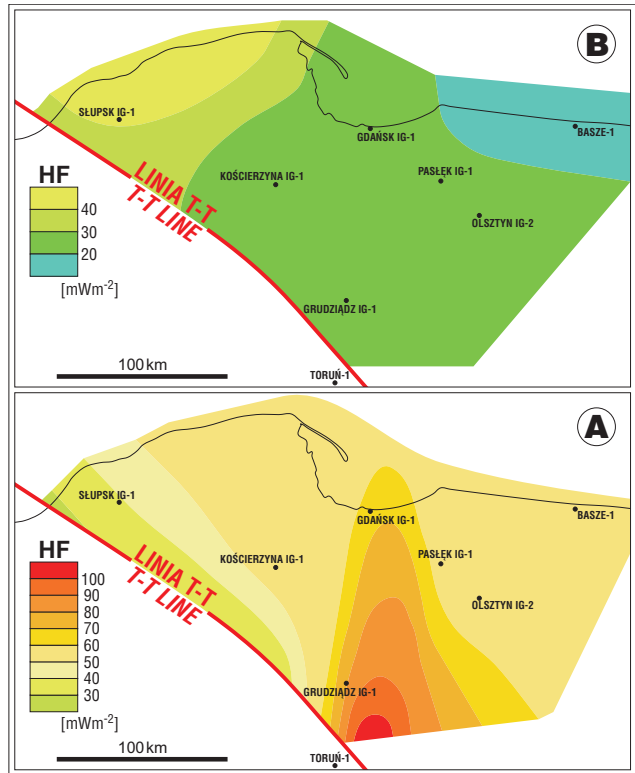 B
SŁUPSK IG-1
GDAŃSK IG-1
BASZE-1
KOŚCIERZYNA IG-1
PASŁĘK IG-1
OLSZTYN IG-2
LINIA T-T
T-T LINE
HF
40
30
20
[mWm-2]
GRUDZIĄDZ IG-1
100 km
TORUŃ-1
A
SŁUPSK IG-1
GDAŃSK IG-1
BASZE-1
KOŚCIERZYNA IG-1
PASŁĘK IG-1
OLSZTYN IG-2
LINIA T-T
T-T LINE
HF
100
90
80
70
60
50
40
30
[mWm-2]
GRUDZIĄDZ IG-1
100 km
TORUŃ-1